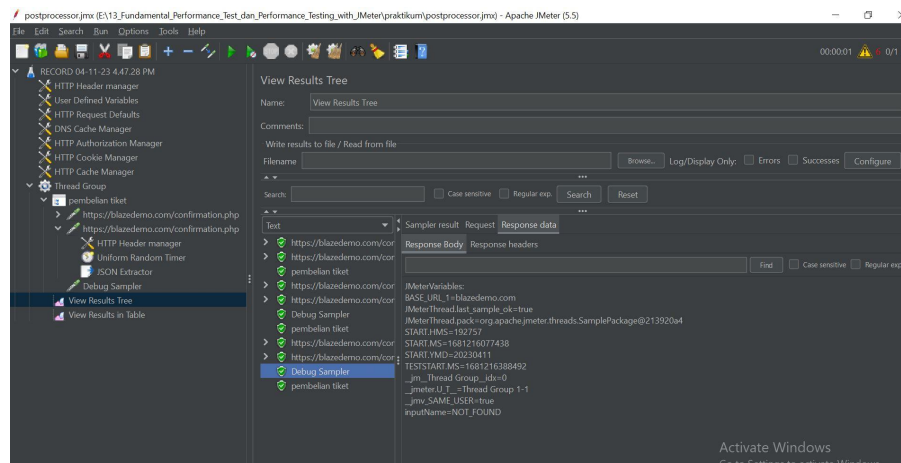 postprocessor.jmx (E:\13_Fundamental_Performance_Test_dan_Performance_Testing_with_JMeter\praktikum\postprocessor.jmx) - Apache JMeter (5.5)
File Edit Search Run Options Tools Help
00:00:01 0/1
RECORD 04-11-23 4.47.28 PM
HTTP Header manager
User Defined Variables
HTTP Request Defaults
DNS Cache Manager
HTTP Authorization Manager
HTTP Cookie Manager
HTTP Cache Manager
Thread Group
pembelian tiket
https://blazedemo.com/confirmation.php
https://blazedemo.com/confirmation.php
HTTP Header manager
Uniform Random Timer
JSON Extractor
Debug Sampler
View Results Tree
View Results in Table
View Results Tree
Name: View Results Tree
Comments:
Write results to file / Read from file
Filename Browse... Log/Display Only: Errors Successes Configure
Search: Case sensitive Regular exp. Search Reset
Text
https://blazedemo.com/cor
https://blazedemo.com/cor
pembelian tiket
https://blazedemo.com/cor
https://blazedemo.com/cor
Debug Sampler
pembelian tiket
https://blazedemo.com/cor
https://blazedemo.com/cor
Debug Sampler
pembelian tiket
Sampler result Request Response data
Response Body Response headers
Find Case sensitive Regular exp
JMeterVariables:
BASE_URL_1=blazedemo.com
JMeterThread.last_sample_ok=true
JMeterThread.pack=org.apache.jmeter.threads.SamplePackage@213920a4
START.HMS=192757
START.MS=1681216077438
START.YMD=20230411
TESTSTART.MS=1681216388492
__jm__Thread Group__idx=0
__jmeter.U_T__=Thread Group 1-1
__jmv_SAME_USER=true
inputName=NOT_FOUND
Activate Windows
Go to Settings to activate Windows